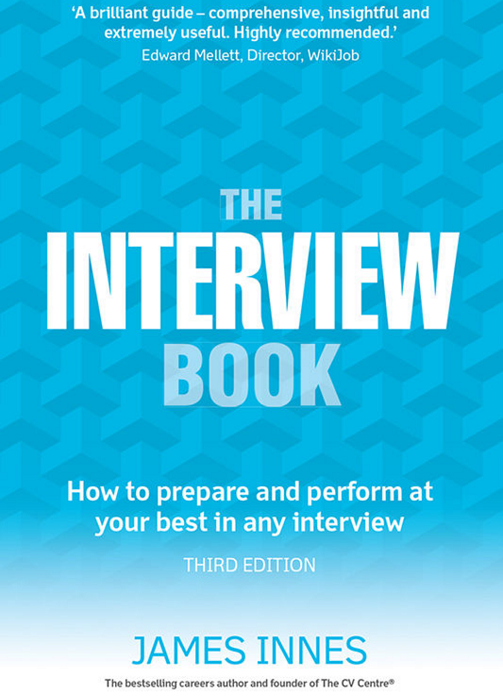 ‘A brilliant guide – comprehensive, insightful and
extremely useful. Highly recommended.’
Edward Mellett, Director, WikiJob
THE
INTERVIEW
BOOK
How to prepare and perform at
your best in any interview
THIRD EDITION
JAMES INNES
The bestselling careers author and founder of The CV Centre®